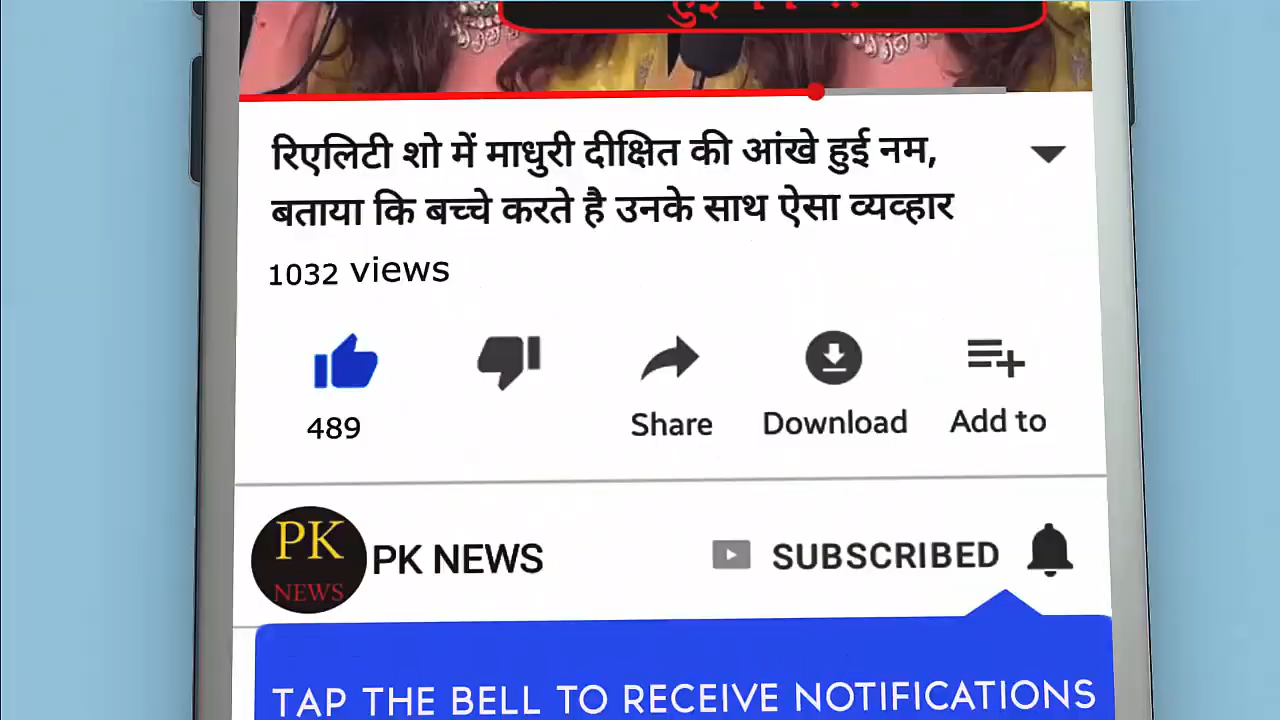 रिएलिटी शो में माधुरी दीक्षित की आंखे हुई नम,
बताया कि बच्चे करते है उनके साथ ऐसा व्यव्हार
1032 views
489
Share
Download
Add to
PK
NEWS
PK NEWS
SUBSCRIBED
TAP THE BELL TO RECEIVE NOTIFICATIONS